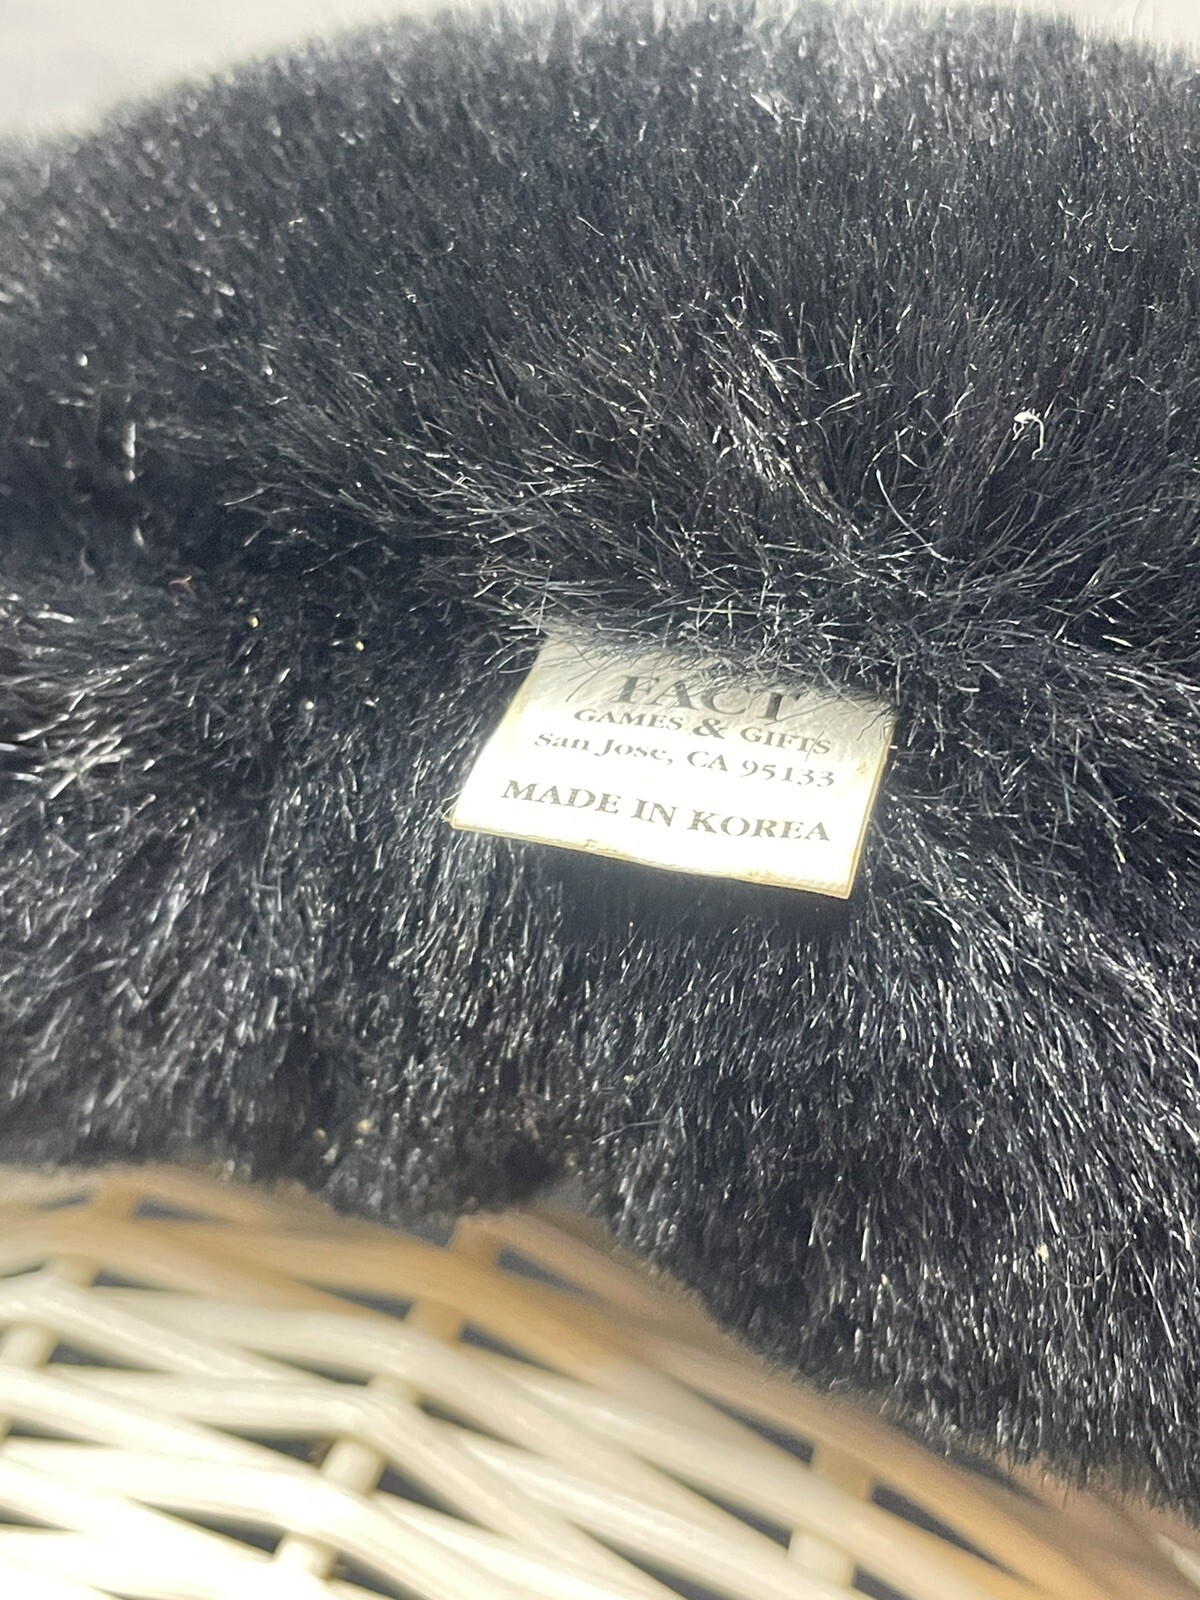 FACT
GAMES & GIFTS
San Jose, CA 95133
MADE IN KOREA